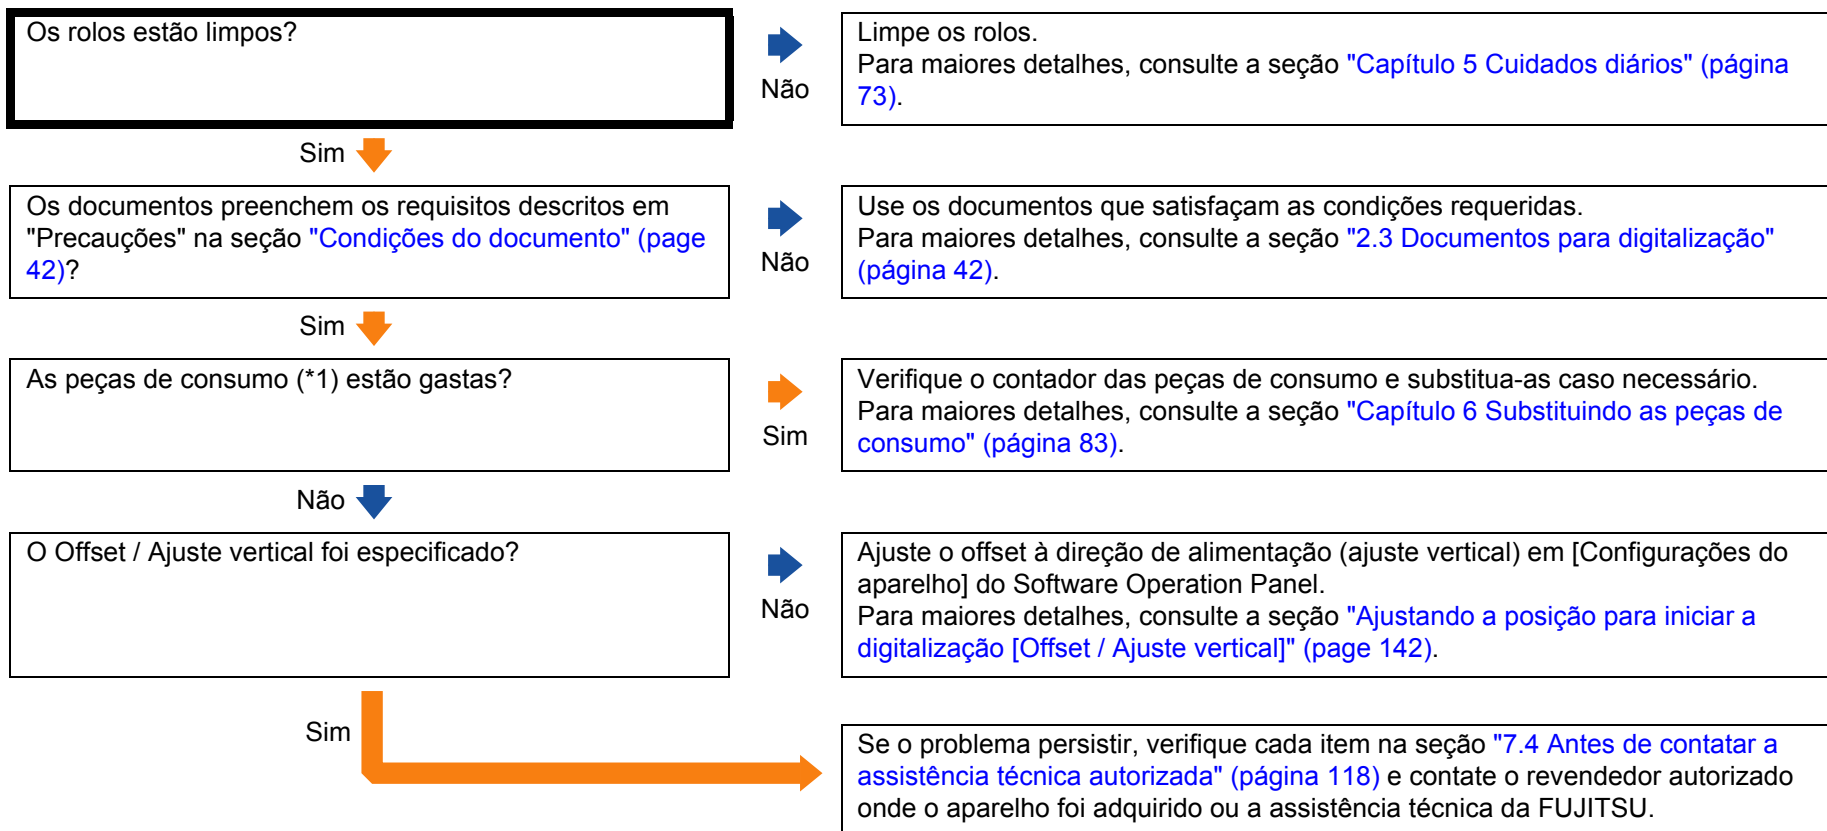 Os rolos estão limpos?
Não
Limpe os rolos.
Para maiores detalhes, consulte a seção "Capítulo 5 Cuidados diários" (página
73).
Sim
Os documentos preenchem os requisitos descritos em
"Precauções" na seção "Condições do documento" (page
42)?
Não
Use os documentos que satisfaçam as condições requeridas.
Para maiores detalhes, consulte a seção "2.3 Documentos para digitalização"
(página 42).
Sim
As peças de consumo (*1) estão gastas?
Sim
Verifique o contador das peças de consumo e substitua-as caso necessário.
Para maiores detalhes, consulte a seção "Capítulo 6 Substituindo as peças de
consumo" (página 83).
Não
O Offset / Ajuste vertical foi especificado?
Não
Ajuste o offset à direção de alimentação (ajuste vertical) em [Configurações do
aparelho] do Software Operation Panel.
Para maiores detalhes, consulte a seção "Ajustando a posição para iniciar a
digitalização [Offset / Ajuste vertical]" (page 142).
Sim
Se o problema persistir, verifique cada item na seção "7.4 Antes de contatar a
assistência técnica autorizada" (página 118) e contate o revendedor autorizado
onde o aparelho foi adquirido ou a assistência técnica da FUJITSU.